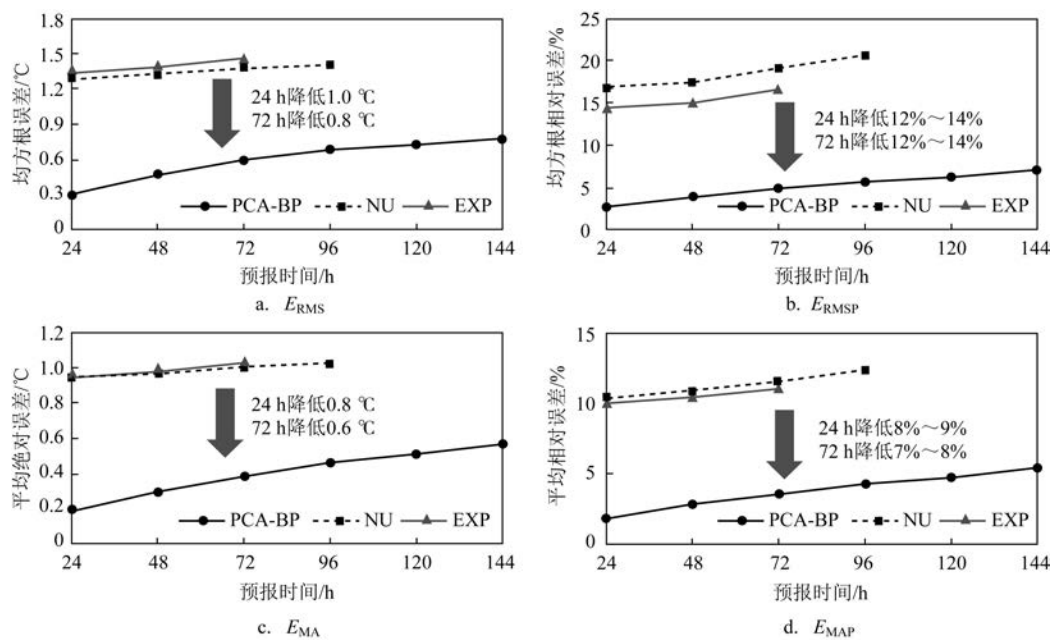 1.8
1.5
1.2
0.9
0.6
0.3
0
均方根误差/℃
24 h降低1.0 ℃
72 h降低0.8 ℃
PCA-BP NU EXP
24 48 72 96 120 144
预报时间/h
a. E_RMS
25
20
15
10
5
0
均方根相对误差/%
24 h降低12%～14%
72 h降低12%～14%
PCA-BP NU EXP
24 48 72 96 120 144
预报时间/h
b. E_RMSP
1.2
1.0
0.8
0.6
0.4
0.2
0
平均绝对误差/℃
24 h降低0.8 ℃
72 h降低0.6 ℃
PCA-BP NU EXP
24 48 72 96 120 144
预报时间/h
c. E_MA
15
10
5
0
平均相对误差/%
24 h降低8%～9%
72 h降低7%～8%
PCA-BP NU EXP
24 48 72 96 120 144
预报时间/h
d. E_MAP